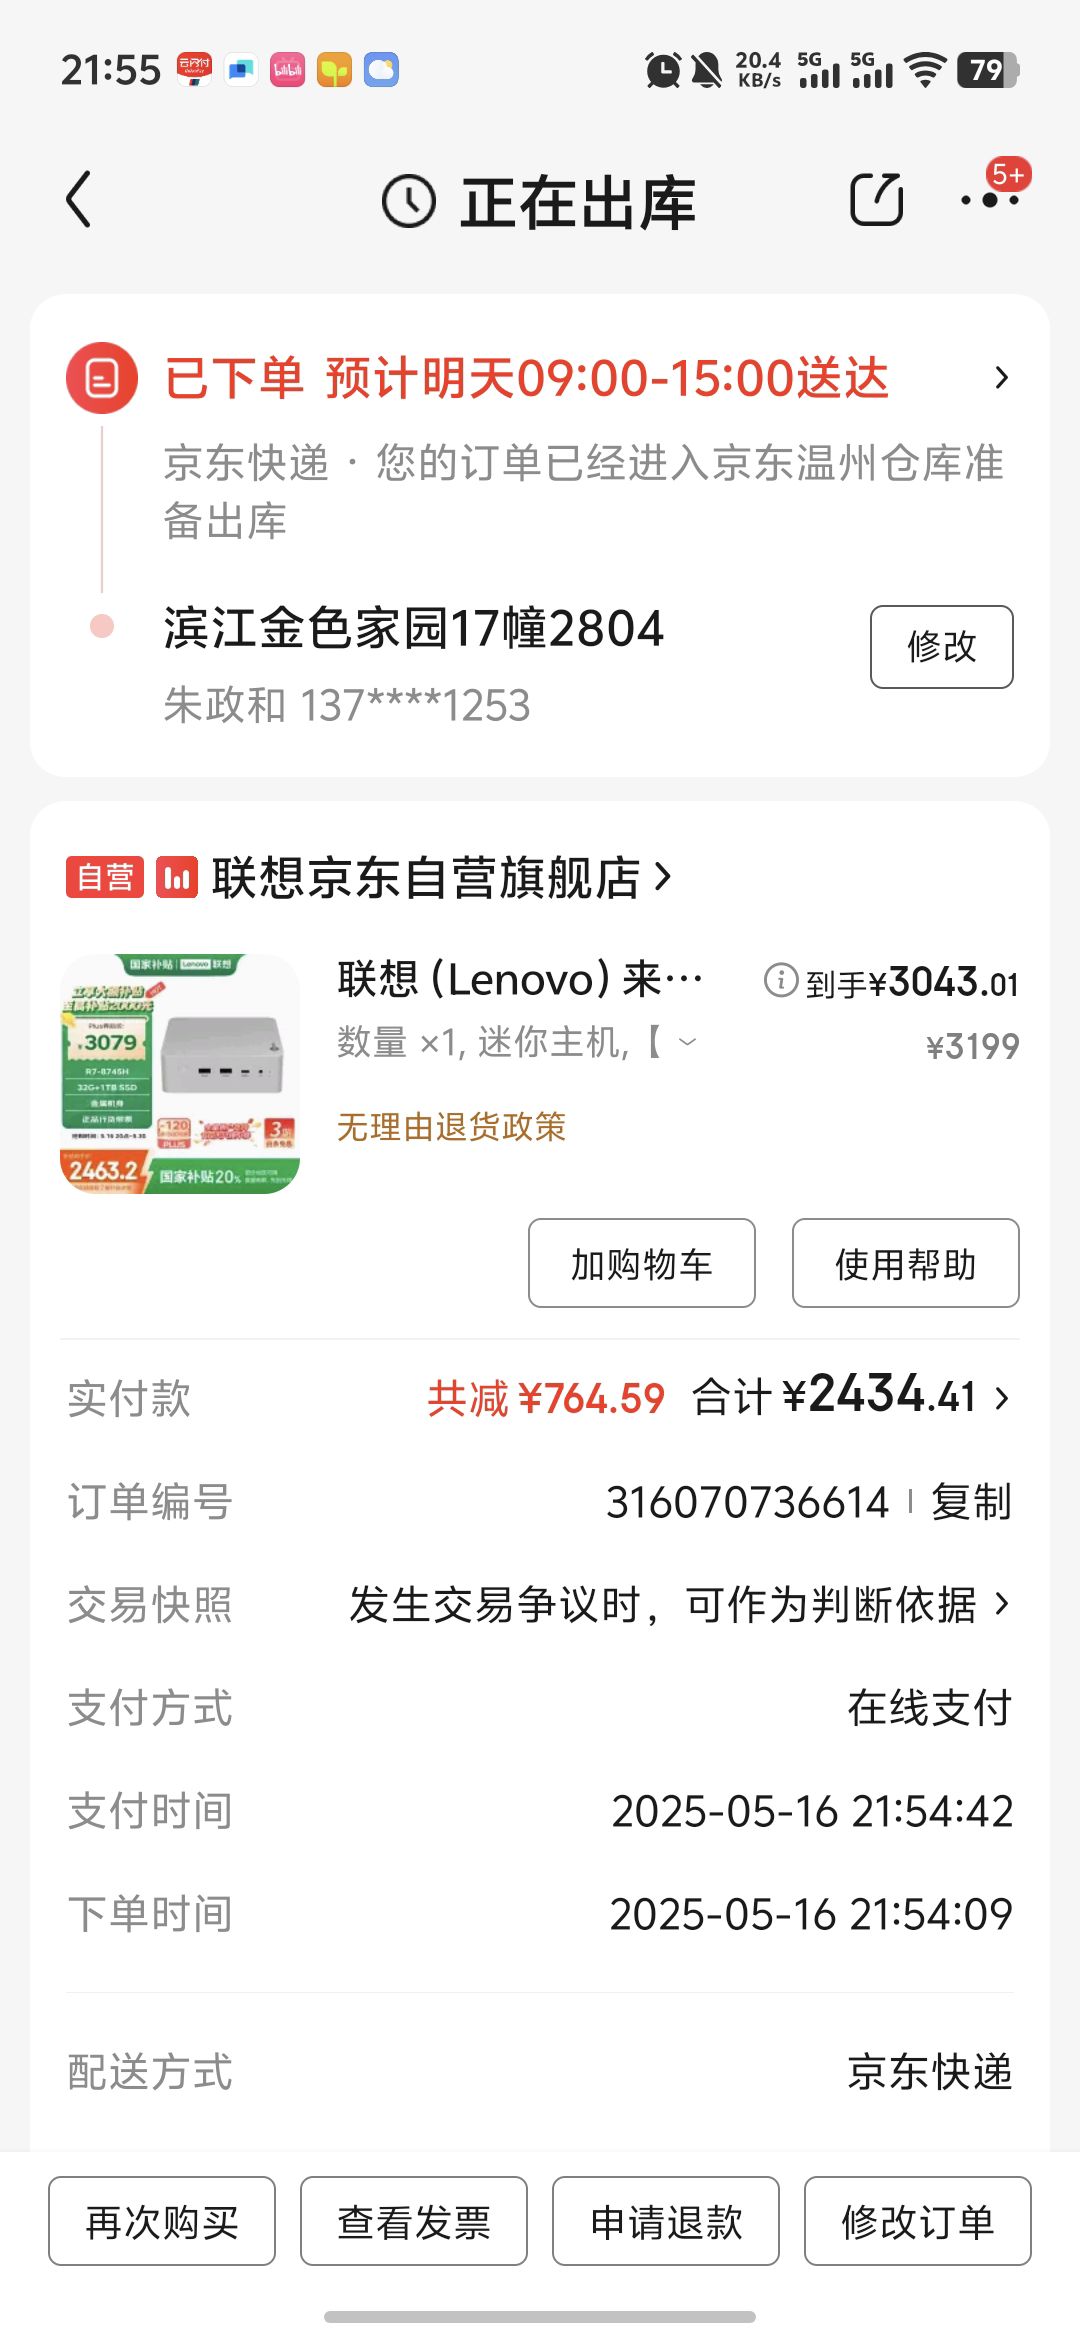 21:55
20.4 KB/s 5G 5G 79
正在出库
5+
已下单 预计明天09:00-15:00送达
京东快递 · 您的订单已经进入京东温州仓库准
备出库
滨江金色家园17幢2804
修改
朱政和 137****1253
自营 联想京东自营旗舰店
联想 (Lenovo) 来… 到手¥3043.01
数量 ×1, 迷你主机,【 ¥3199
无理由退货政策
国家补贴 Lenovo 联想
3079
R7-8745H
32G+1TB SSD
-120
PLUS
2463.2 国家补贴20%
加购物车 使用帮助
实付款 共减 ¥764.59 合计 ¥2434.41
订单编号 316070736614 复制
交易快照 发生交易争议时，可作为判断依据
支付方式 在线支付
支付时间 2025-05-16 21:54:42
下单时间 2025-05-16 21:54:09
配送方式 京东快递
再次购买 查看发票 申请退款 修改订单